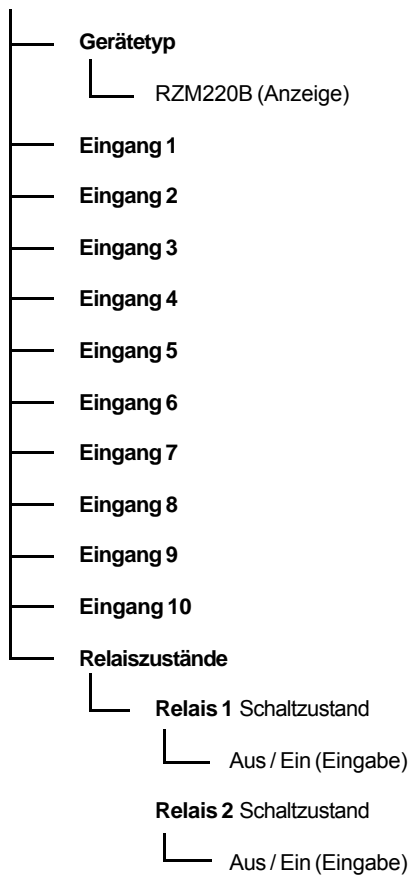 Gerätetyp
RZM220B (Anzeige)
Eingang 1
Eingang 2
Eingang 3
Eingang 4
Eingang 5
Eingang 6
Eingang 7
Eingang 8
Eingang 9
Eingang 10
Relaiszustände
Relais 1 Schaltzustand
Aus / Ein (Eingabe)
Relais 2 Schaltzustand
Aus / Ein (Eingabe)